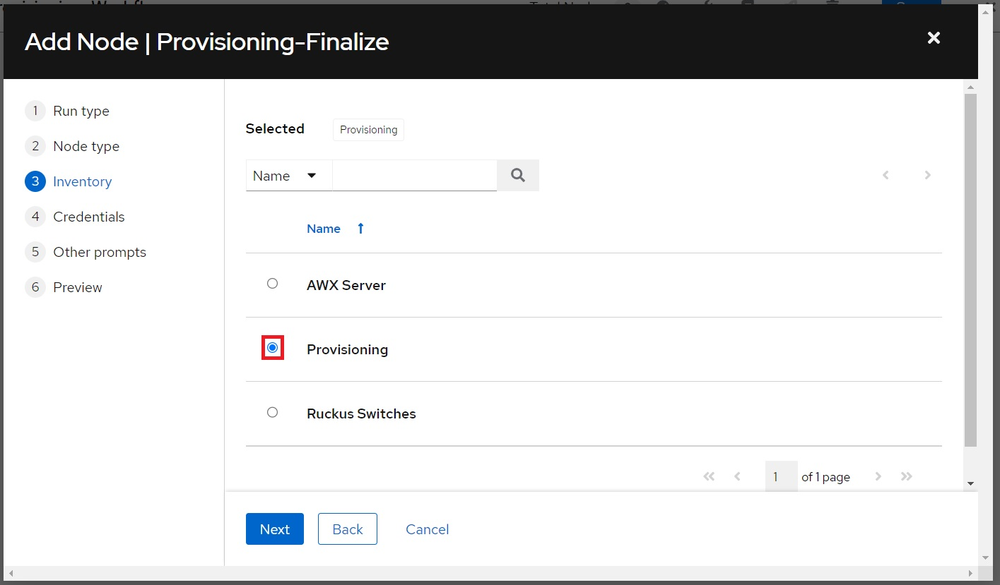 Add Node | Provisioning-Finalize
1 Run type
2 Node type
3 Inventory
4 Credentials
5 Other prompts
6 Preview
Selected Provisioning
Name
Name
AWX Server
Provisioning
Ruckus Switches
1 of 1 page
Next Back Cancel